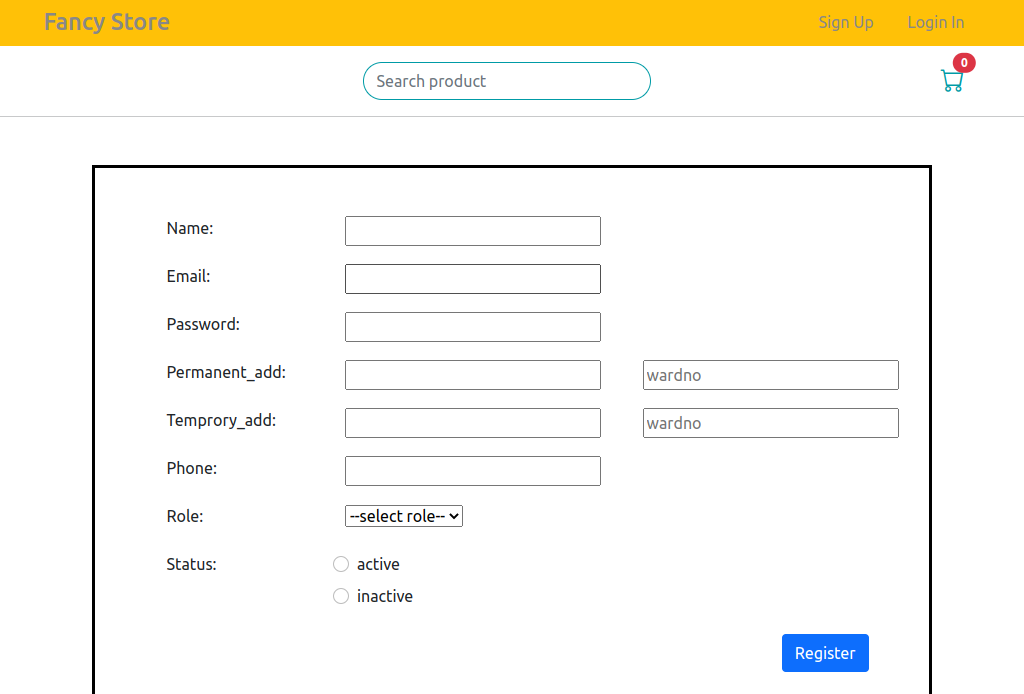 Fancy Store Sign Up Login In
Search product 0
Name:
Email:
Password:
Permanent_add: wardno
Temprory_add: wardno
Phone:
Role: --select role--
Status: active
inactive
Register